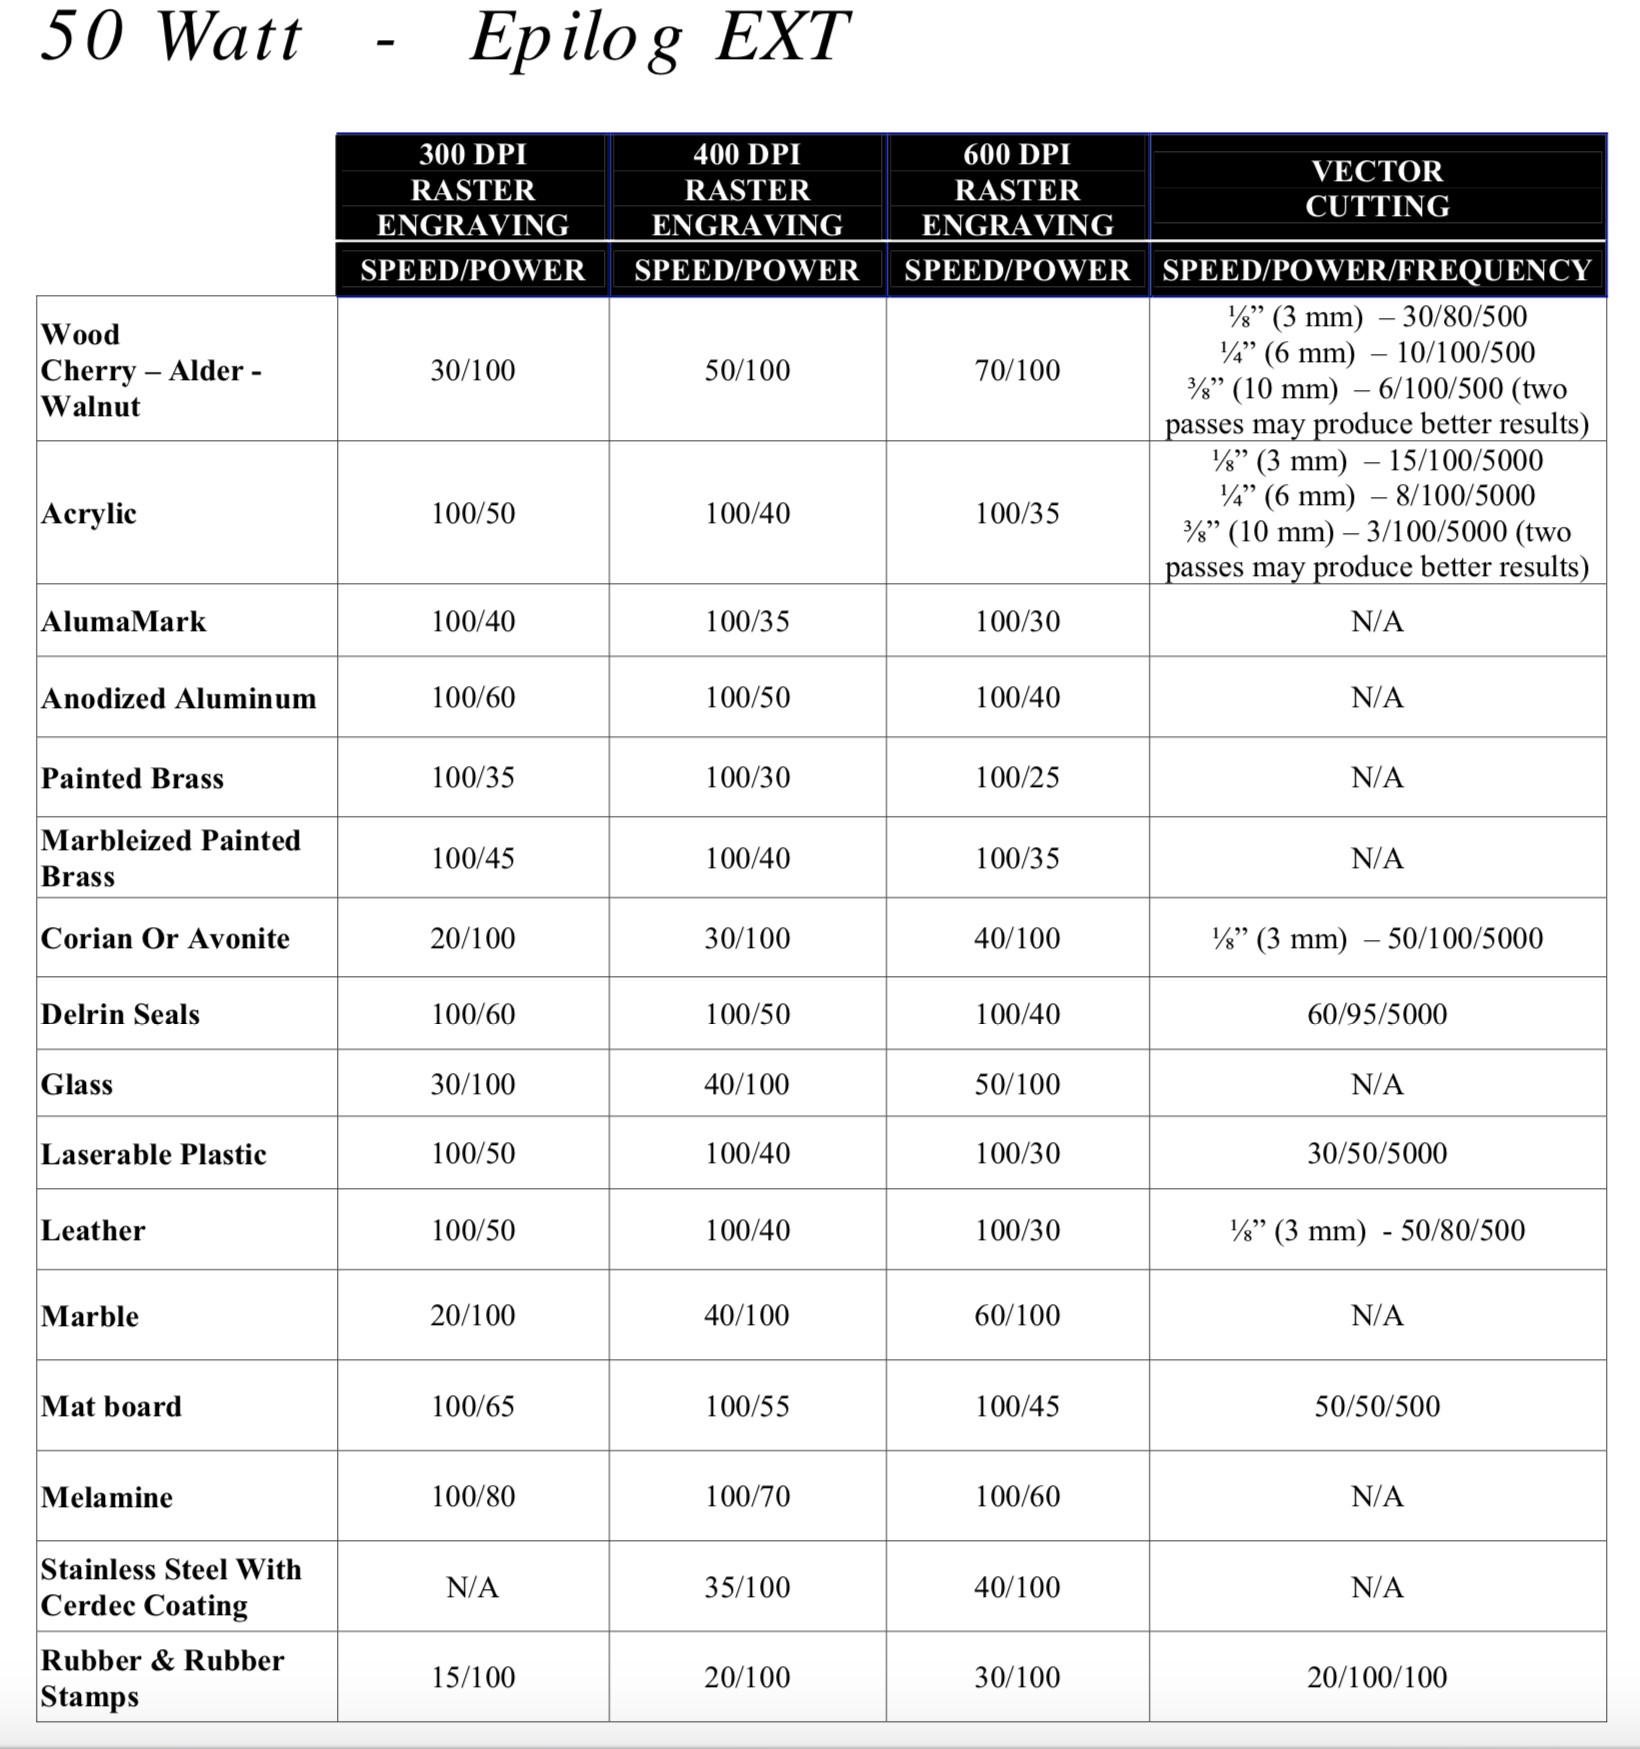 50 Watt - Epilog EXT
300 DPI
RASTER
ENGRAVING
400 DPI
RASTER
ENGRAVING
600 DPI
RASTER
ENGRAVING
VECTOR
CUTTING
SPEED/POWER
SPEED/POWER
SPEED/POWER
SPEED/POWER/FREQUENCY
Wood
Cherry – Alder -
Walnut
30/100
50/100
70/100
⅛” (3 mm) – 30/80/500
¼” (6 mm) – 10/100/500
⅜” (10 mm) – 6/100/500 (two
passes may produce better results)
Acrylic
100/50
100/40
100/35
⅛” (3 mm) – 15/100/5000
¼” (6 mm) – 8/100/5000
⅜” (10 mm) – 3/100/5000 (two
passes may produce better results)
AlumaMark
100/40
100/35
100/30
N/A
Anodized Aluminum
100/60
100/50
100/40
N/A
Painted Brass
100/35
100/30
100/25
N/A
Marbleized Painted
Brass
100/45
100/40
100/35
N/A
Corian Or Avonite
20/100
30/100
40/100
⅛” (3 mm) – 50/100/5000
Delrin Seals
100/60
100/50
100/40
60/95/5000
Glass
30/100
40/100
50/100
N/A
Laserable Plastic
100/50
100/40
100/30
30/50/5000
Leather
100/50
100/40
100/30
⅛” (3 mm) - 50/80/500
Marble
20/100
40/100
60/100
N/A
Mat board
100/65
100/55
100/45
50/50/500
Melamine
100/80
100/70
100/60
N/A
Stainless Steel With
Cerdec Coating
N/A
35/100
40/100
N/A
Rubber & Rubber
Stamps
15/100
20/100
30/100
20/100/100